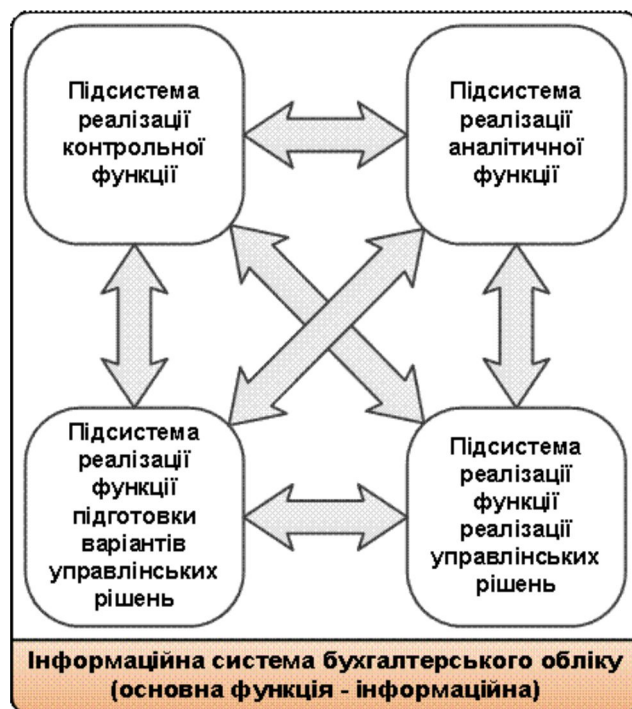 Підсистема
реалізації
контрольної
функції
Підсистема
реалізації
аналітичної
функції
Підсистема
реалізації
функції
підготовки
варіантів
управлінських
рішень
Підсистема
реалізації
функції
реалізації
управлінських
рішень
Інформаційна система бухгалтерського обліку
(основна функція - інформаційна)